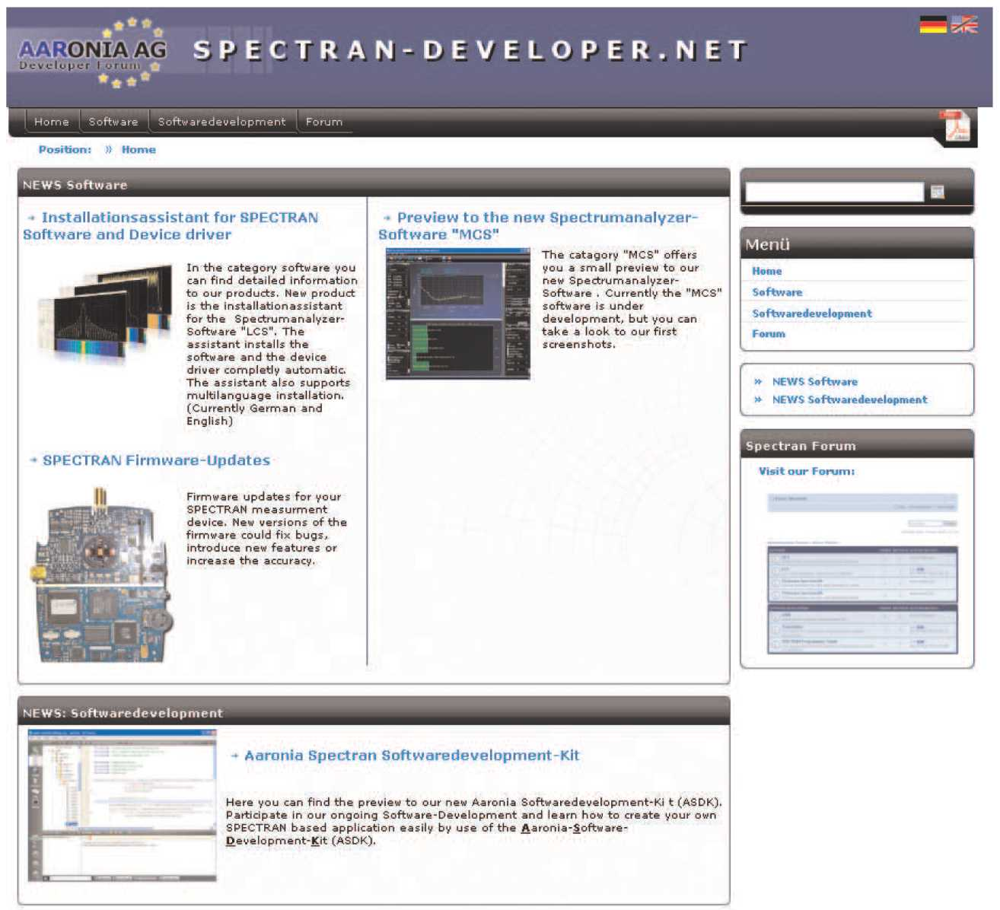 AARONIA AG
Developer Forum
SPECTRAN-DEVELOPER.NET
Home Software Softwaredevelopment Forum
Position: » Home
NEWS Software
→ Installationsassistant for SPECTRAN
Software and Device driver
In the category software you
can find detailed information
to our products. New product
is the installationassistant
for the Spectrumanalyzer-
Software "LCS". The
assistant installs the
software and the device
driver completly automatic.
The assistant also supports
multilanguage installation.
(Currently German and
English)
→ SPECTRAN Firmware-Updates
Firmware updates for your
SPECTRAN measurment
device. New versions of the
firmware could fix bugs,
introduce new features or
increase the accuracy.
→ Preview to the new Spectrumanalyzer-
Software "MCS"
The catagory "MCS" offers
you a small preview to our
new Spectrumanalyzer-
Software . Currently the "MCS"
software is under
development, but you can
take a look to our first
screenshots.
Menü
Home
Software
Softwaredevelopment
Forum
» NEWS Software
» NEWS Softwaredevelopment
Spectran Forum
Visit our Forum:
NEWS: Softwaredevelopment
→ Aaronia Spectran Softwaredevelopment-Kit
Here you can find the preview to our new Aaronia Softwaredevelopment-Ki t (ASDK).
Participate in our ongoing Software-Development and learn how to create your own
SPECTRAN based application easily by use of the Aaronia-Software-
Development-Kit (ASDK).